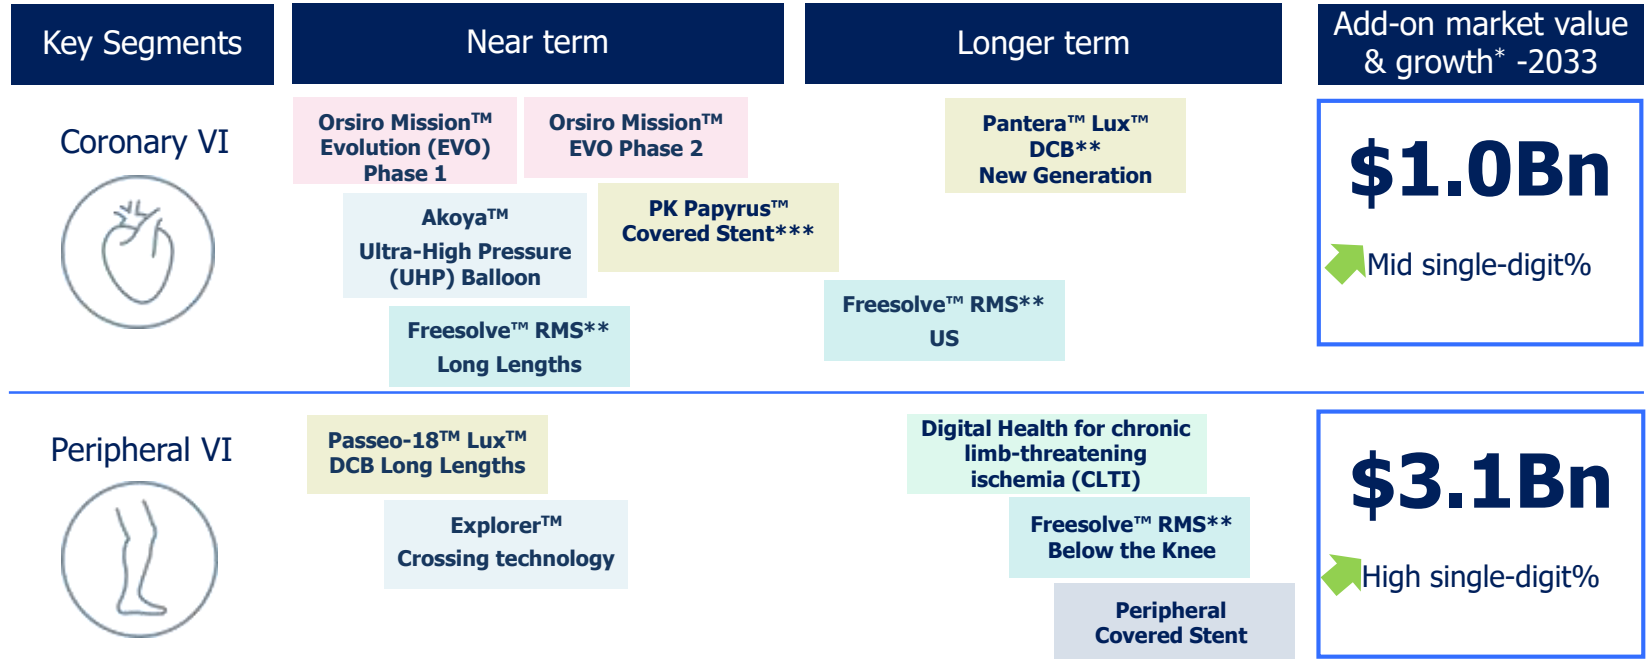 Key Segments
Near term
Longer term
Add-on market value
& growth* -2033
Coronary VI
Orsiro Mission™
Evolution (EVO)
Phase 1
Orsiro Mission™
EVO Phase 2
Akoya™
Ultra-High Pressure
(UHP) Balloon
PK Papyrus™
Covered Stent***
Freesolve™ RMS**
Long Lengths
Pantera™ Lux™
DCB**
New Generation
Freesolve™ RMS**
US
$1.0Bn
Mid single-digit%
Peripheral VI
Passeo-18™ Lux™
DCB Long Lengths
Explorer™
Crossing technology
Digital Health for chronic
limb-threatening
ischemia (CLTI)
Freesolve™ RMS**
Below the Knee
Peripheral
Covered Stent
$3.1Bn
High single-digit%